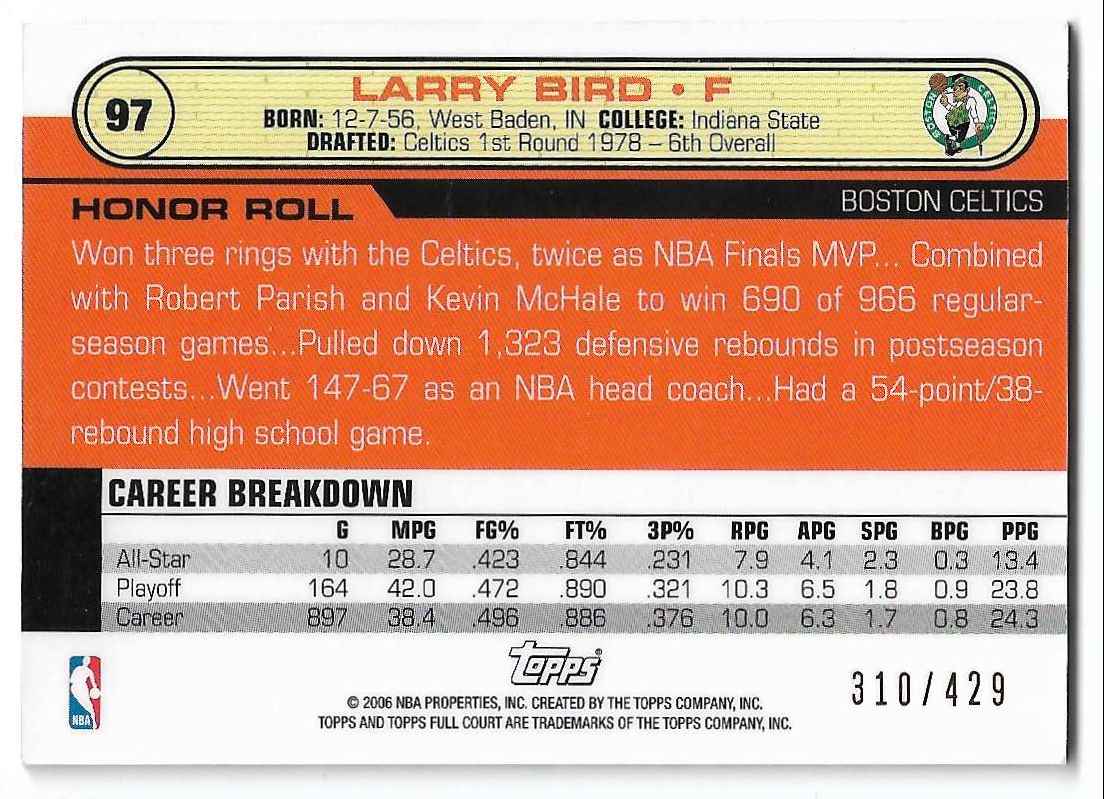 97
LARRY BIRD • F
BORN: 12-7-56, West Baden, IN COLLEGE: Indiana State
DRAFTED: Celtics 1st Round 1978 – 6th Overall
BOSTON CELTICS
BOSTON CELTICS
HONOR ROLL
Won three rings with the Celtics, twice as NBA Finals MVP... Combined
with Robert Parish and Kevin McHale to win 690 of 966 regular-
season games...Pulled down 1,323 defensive rebounds in postseason
contests...Went 147-67 as an NBA head coach...Had a 54-point/38-
rebound high school game.
CAREER BREAKDOWN
G MPG FG% FT% 3P% RPG APG SPG BPG PPG
All-Star 10 28.7 .423 .844 .231 7.9 4.1 2.3 0.3 13.4
Playoff 164 42.0 .472 .890 .321 10.3 6.5 1.8 0.9 23.8
Career 897 38.4 .496 .886 .376 10.0 6.3 1.7 0.8 24.3
Topps®
310/429
NBA
© 2006 NBA PROPERTIES, INC. CREATED BY THE TOPPS COMPANY, INC.
TOPPS AND TOPPS FULL COURT ARE TRADEMARKS OF THE TOPPS COMPANY, INC.